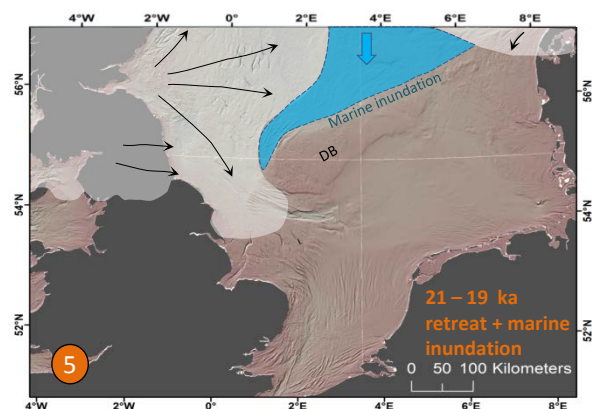 4°W 2°W 0° 2°E 4°E 6°E 8°E
56°N 56°N
Marine inundation
DB
54°N 54°N
52°N 52°N
21 – 19 ka
retreat + marine
inundation
0 50 100 Kilometers
5
4°W 2°W 0° 2°E 4°E 6°E